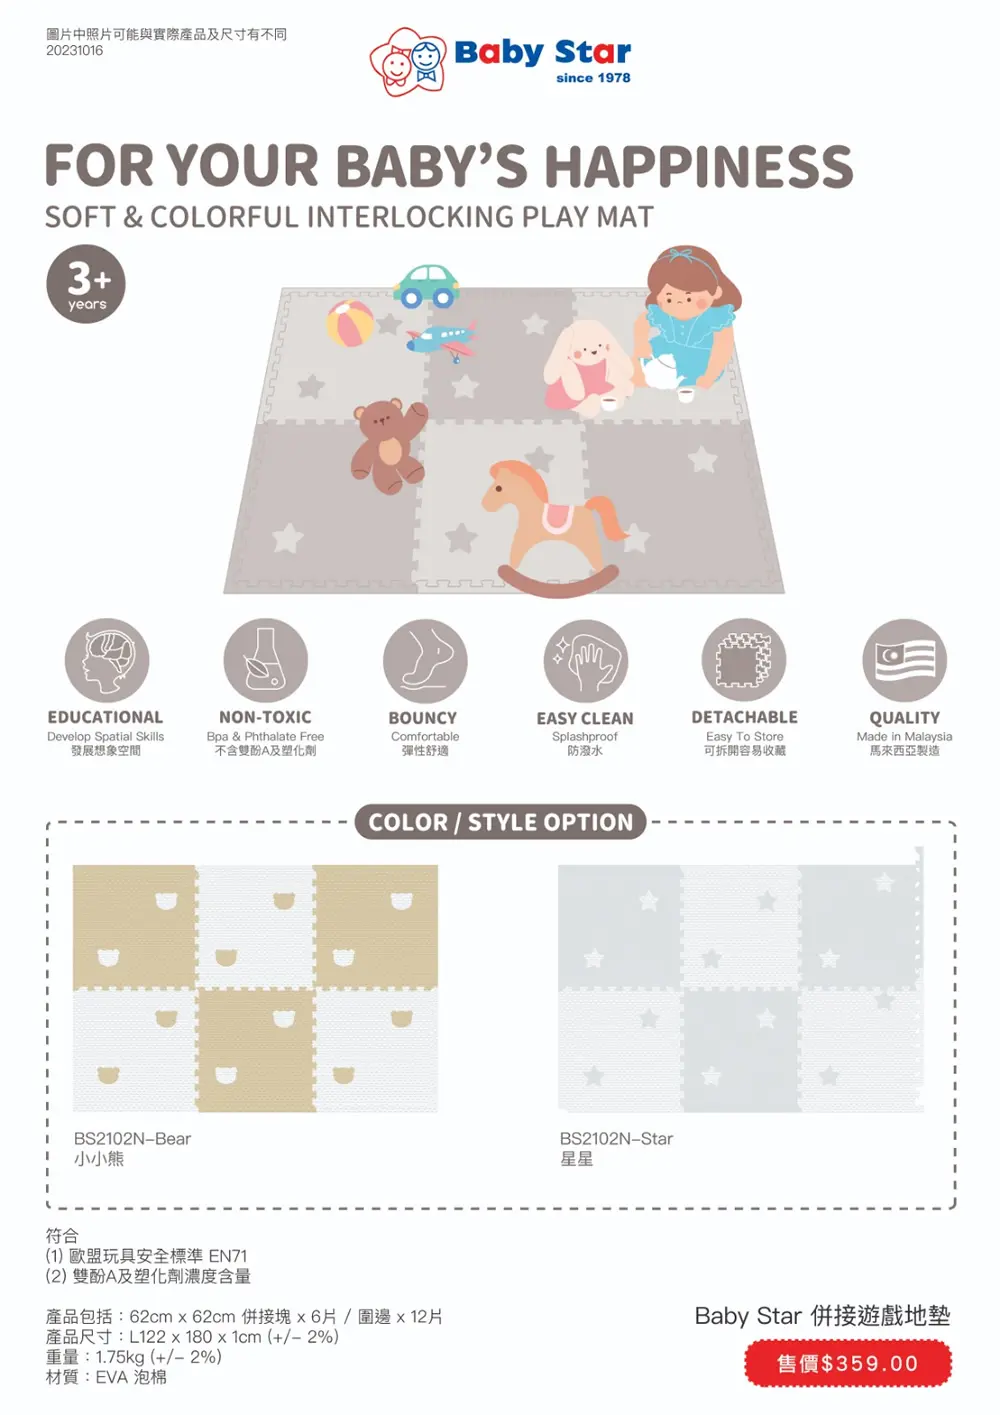 圖片中照片可能與實際產品及尺寸有不同
20231016
Baby Star
since 1978
FOR YOUR BABY'S HAPPINESS
SOFT & COLORFUL INTERLOCKING PLAY MAT
3+
years
EDUCATIONAL
Develop Spatial Skills
發展想象空間
NON-TOXIC
Bpa & Phthalate Free
不含雙酚A及塑化劑
BOUNCY
Comfortable
彈性舒適
EASY CLEAN
Splashproof
防潑水
DETACHABLE
Easy To Store
可拆開容易收藏
QUALITY
Made in Malaysia
馬來西亞製造
COLOR / STYLE OPTION
BS2102N-Bear
小小熊
BS2102N-Star
星星
符合
(1) 歐盟玩具安全標準 EN71
(2) 雙酚A及塑化劑濃度含量
產品包括：62cm x 62cm 併接塊 x 6片 / 圍邊 x 12片
產品尺寸：L122 x 180 x 1cm (+/- 2%)
重量：1.75kg (+/- 2%)
材質：EVA 泡棉
Baby Star 併接遊戲地墊
售價$359.00